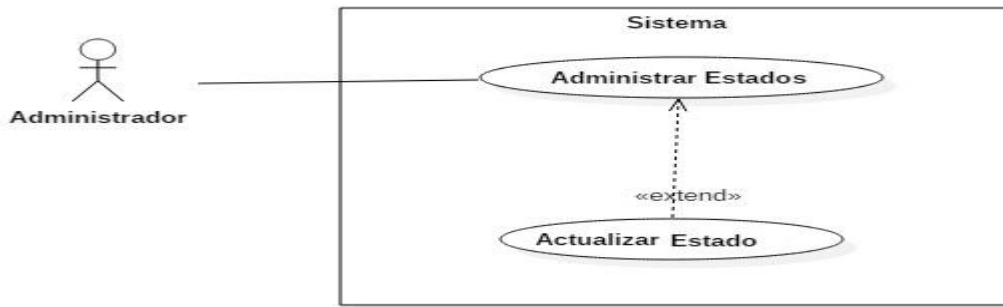 Sistema
Administrar Estados
Administrador
«extend»
Actualizar Estado